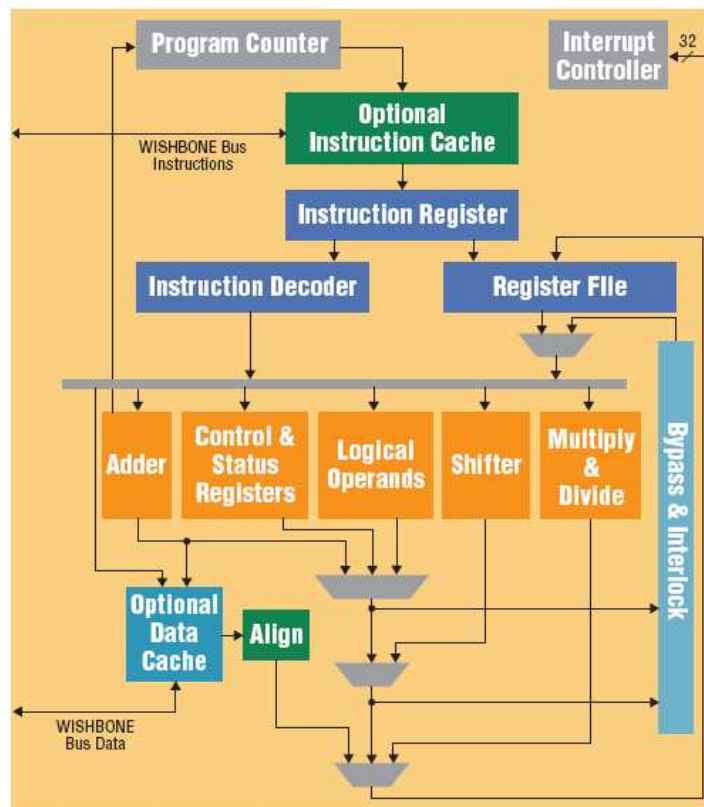 Program Counter
Interrupt
Controller
32
Optional
Instruction Cache
WISHBONE Bus
Instructions
Instruction Register
Instruction Decoder
Register FIle
Adder
Control &
Status
Registers
Logical
Operands
Shifter
Multiply
&
Divide
Bypass & Interlock
Optional
Data
Cache
Align
WISHBONE
Bus Data